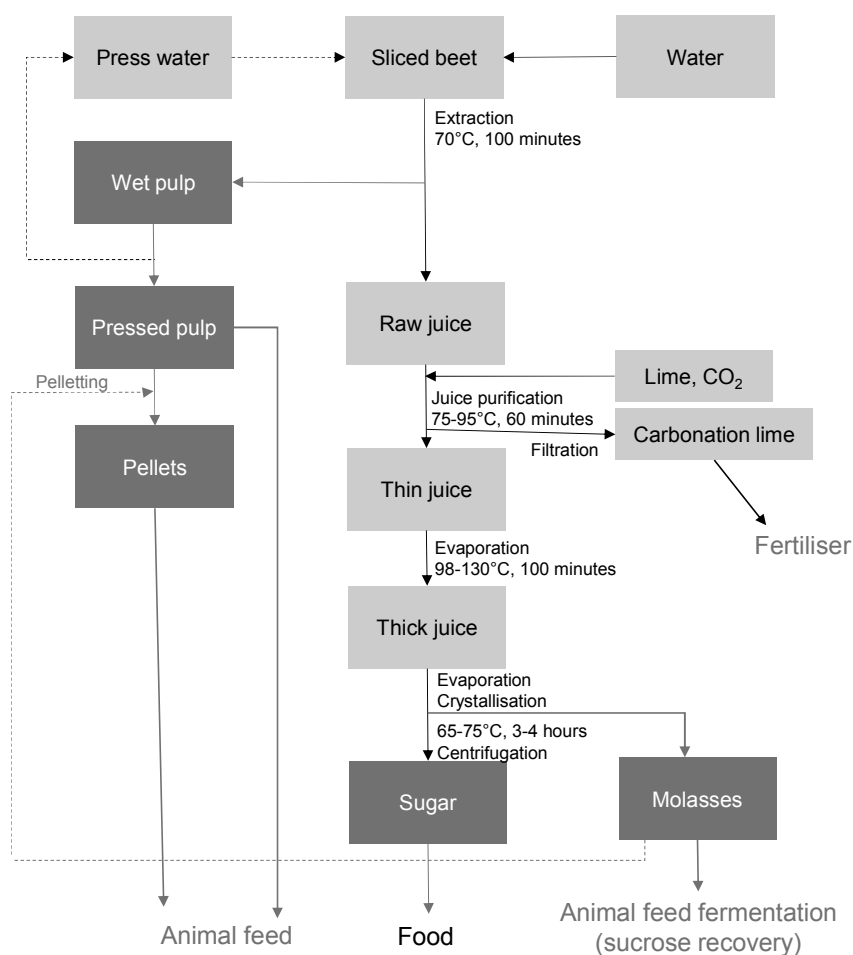 Press water
Sliced beet
Water
Extraction
70°C, 100 minutes
Wet pulp
Pressed pulp
Raw juice
Pelletting
Lime, CO₂
Juice purification
75-95°C, 60 minutes
Carbonation lime
Filtration
Pellets
Thin juice
Fertiliser
Evaporation
98-130°C, 100 minutes
Thick juice
Evaporation
Crystallisation
65-75°C, 3-4 hours
Centrifugation
Sugar
Molasses
Animal feed
Food
Animal feed fermentation
(sucrose recovery)